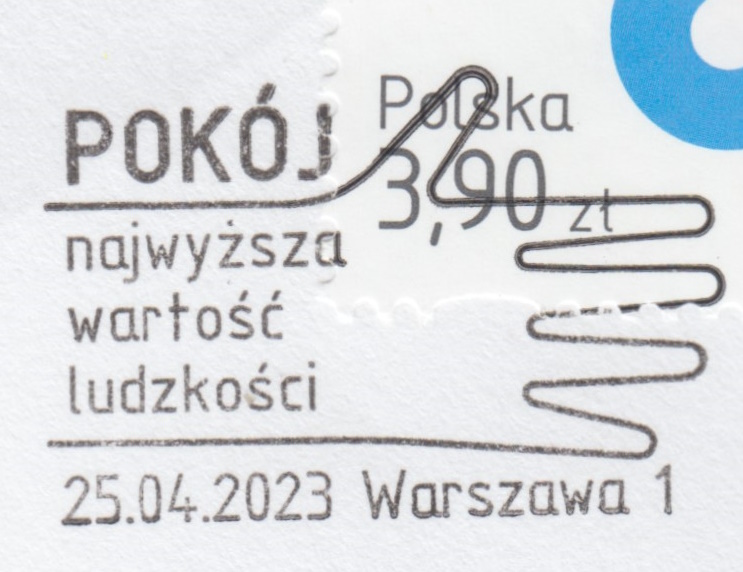 Polska
3,90 zł
POKÓJ
najwyższa
wartość
ludzkości
25.04.2023 Warszawa 1